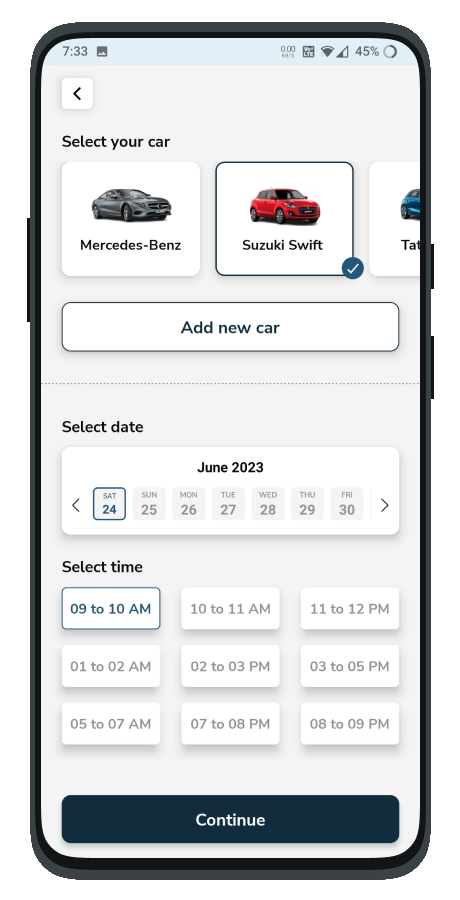 7:33 0.00 KB/S 45%
Select your car
Mercedes-Benz Suzuki Swift Tat
Add new car
Select date
June 2023
SAT SUN MON TUE WED THU FRI
24 25 26 27 28 29 30
Select time
09 to 10 AM 10 to 11 AM 11 to 12 PM
01 to 02 AM 02 to 03 PM 03 to 05 PM
05 to 07 AM 07 to 08 PM 08 to 09 PM
Continue